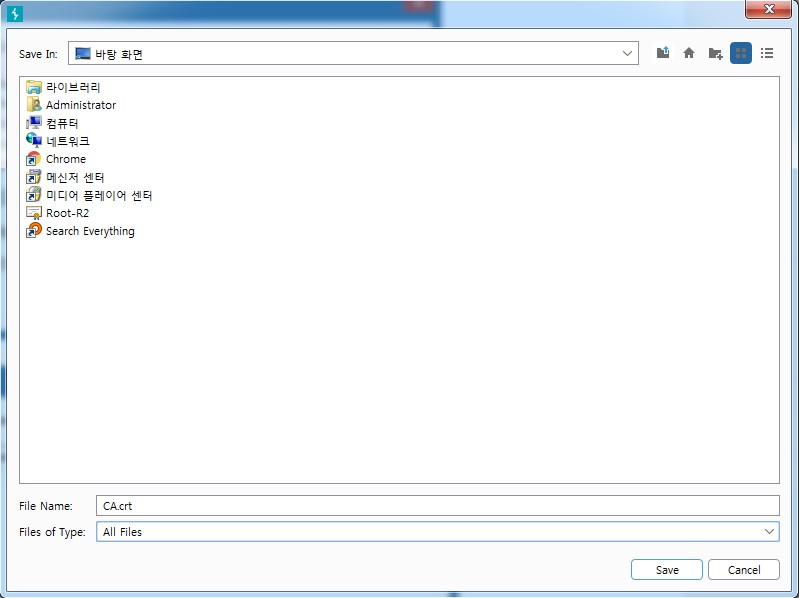 Save In: 바탕 화면
라이브러리
Administrator
컴퓨터
네트워크
Chrome
메신저 센터
미디어 플레이어 센터
Root-R2
Search Everything
File Name: CA.crt
Files of Type: All Files
Save Cancel